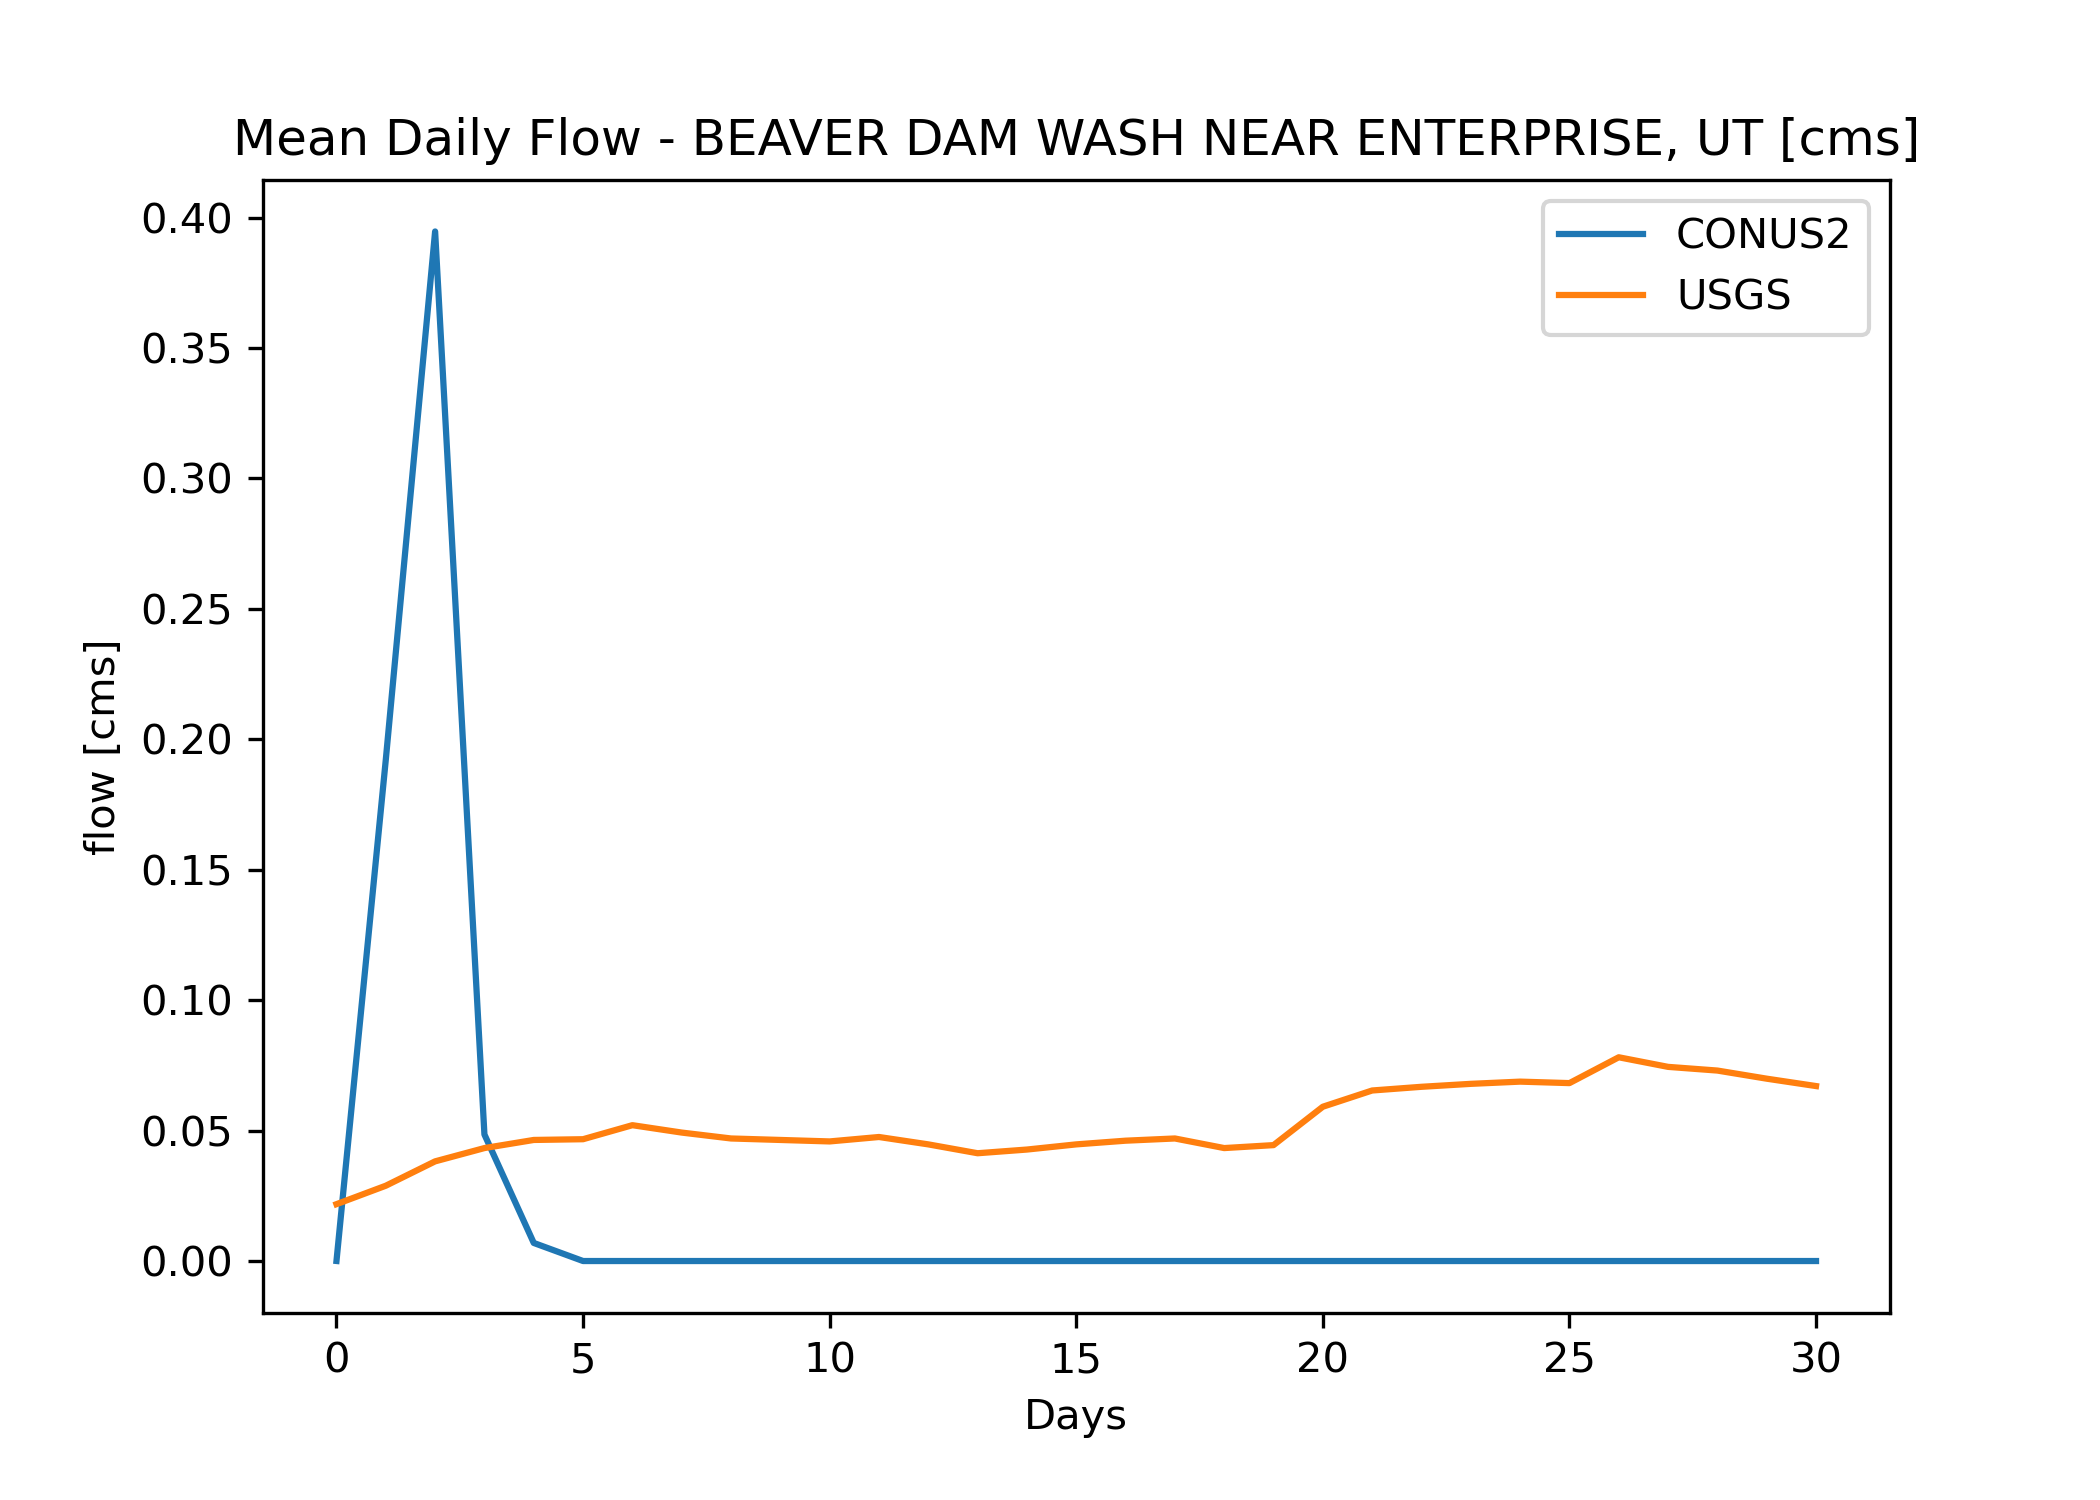 Mean Daily Flow - BEAVER DAM WASH NEAR ENTERPRISE, UT [cms]
CONUS2
USGS
0.40
0.35
0.30
0.25
0.20
0.15
0.10
0.05
0.00
flow [cms]
0 5 10 15 20 25 30
Days